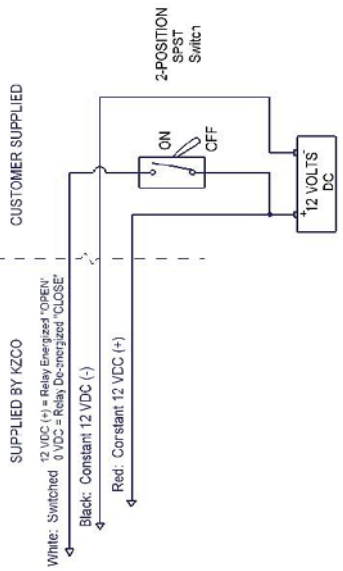 SUPPLIED BY KZCO
CUSTOMER SUPPLIED
White: Switched
12 VDC (+) = Relay Energized "OPEN"
0 VDC = Relay De-energized "CLOSE"
Black: Constant 12 VDC (-)
Red: Constant 12 VDC (+)
ON
OFF
2-POSITION
SPST
Switch
+ -
12 VOLTS
DC